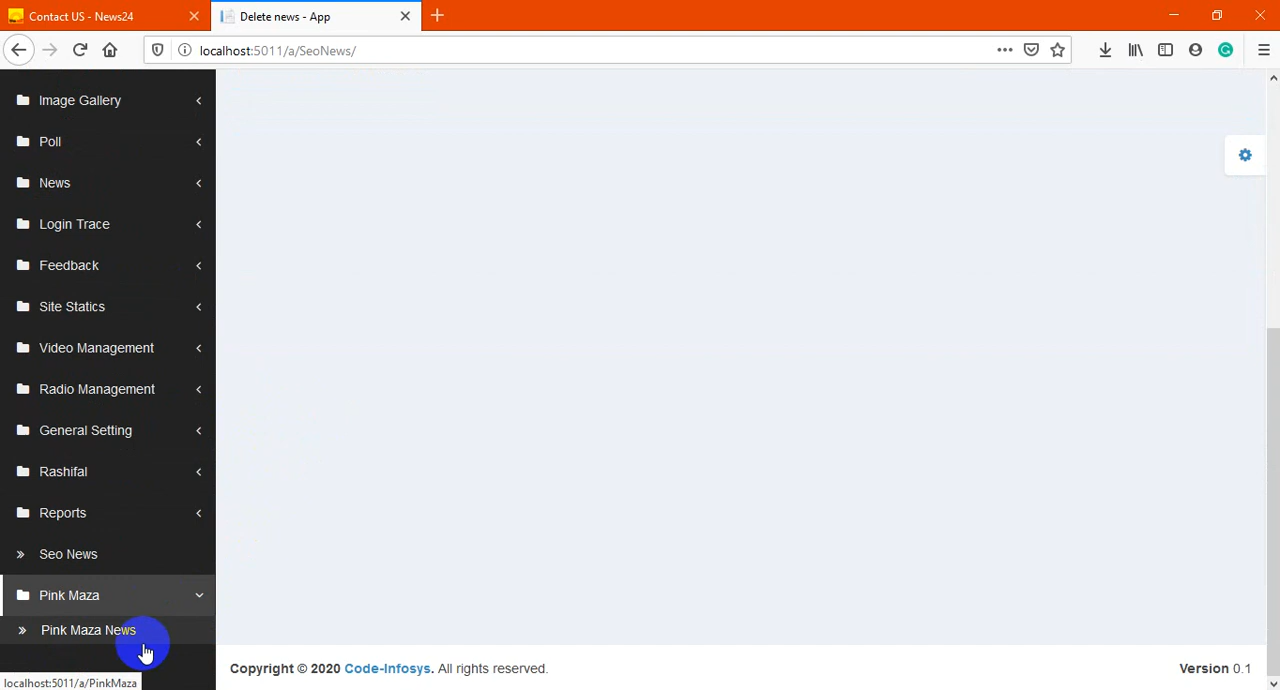 Contact US - News24
Delete news - App
localhost:5011/a/SeoNews/
Image Gallery
Poll
News
Login Trace
Feedback
Site Statics
Video Management
Radio Management
General Setting
Rashifal
Reports
Seo News
Pink Maza
Pink Maza News
localhost:5011/a/PinkMaza
Copyright © 2020 Code-Infosys. All rights reserved.
Version 0.1